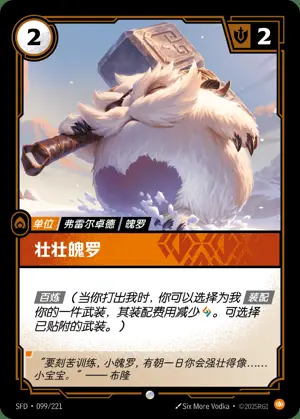 2
2
单位 弗雷尔卓德 魄罗
壮壮魄罗
百炼 (当你打出我时,你可以选择为我 装配
你的一件武装,其装配费用减少 。可选择
已贴附的武装。)
"要刻苦训练,小魄罗,有朝一日你会强壮得像……
小宝宝。" ——布隆
SFD · 099/221
Six More Vodka ©2025RGI